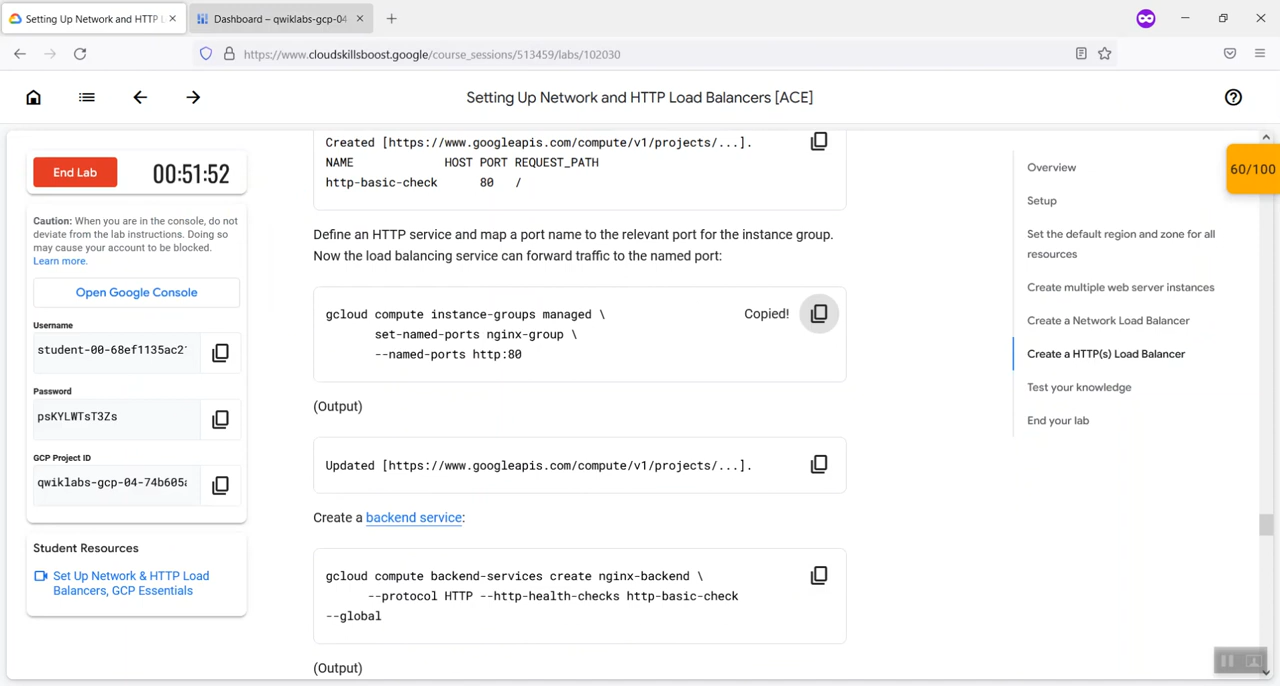 Setting Up Network and HTTP L
Dashboard – qwiklabs-gcp-04
https://www.cloudskillsboost.google/course_sessions/513459/labs/102030
Setting Up Network and HTTP Load Balancers [ACE]
End Lab
00:51:52
Caution: When you are in the console, do not
deviate from the lab instructions. Doing so
may cause your account to be blocked.
Learn more.
Open Google Console
Username
student-00-68ef1135ac2
Password
psKYLWTsT3Zs
GCP Project ID
qwiklabs-gcp-04-74b605a
Student Resources
Set Up Network & HTTP Load
Balancers, GCP Essentials
Created [https://www.googleapis.com/compute/v1/projects/...].
NAME HOST PORT REQUEST_PATH
http-basic-check 80 /
Define an HTTP service and map a port name to the relevant port for the instance group.
Now the load balancing service can forward traffic to the named port:
gcloud compute instance-groups managed \
Copied!
set-named-ports nginx-group \
--named-ports http:80
(Output)
Updated [https://www.googleapis.com/compute/v1/projects/...].
Create a backend service:
gcloud compute backend-services create nginx-backend \
--protocol HTTP --http-health-checks http-basic-check
--global
(Output)
Overview
Setup
Set the default region and zone for all
resources
Create multiple web server instances
Create a Network Load Balancer
Create a HTTP(s) Load Balancer
Test your knowledge
End your lab
60/100